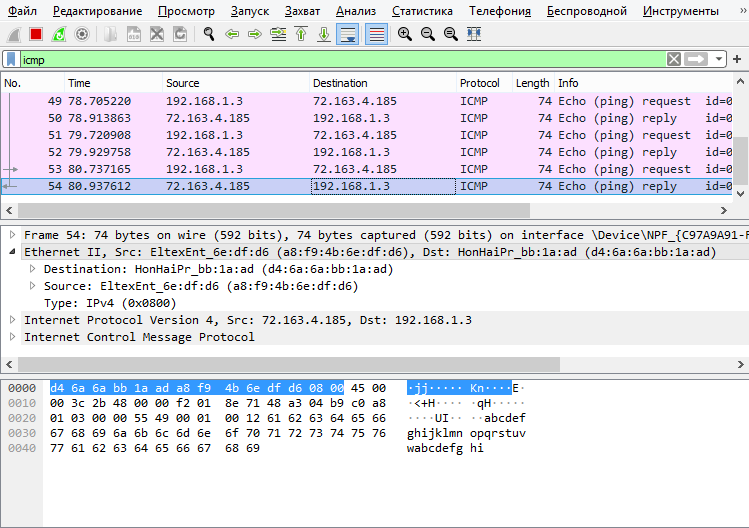 Файл Редактирование Просмотр Запуск Захват Анализ Статистика Телефония Беспроводной Инструменты »
icmp
No. Time Source Destination Protocol Length Info
49 78.705220 192.168.1.3 72.163.4.185 ICMP 74 Echo (ping) request id=0
50 78.913863 72.163.4.185 192.168.1.3 ICMP 74 Echo (ping) reply id=0
51 79.720908 192.168.1.3 72.163.4.185 ICMP 74 Echo (ping) request id=0
52 79.929758 72.163.4.185 192.168.1.3 ICMP 74 Echo (ping) reply id=0
53 80.737165 192.168.1.3 72.163.4.185 ICMP 74 Echo (ping) request id=0
54 80.937612 72.163.4.185 192.168.1.3 ICMP 74 Echo (ping) reply id=0
Frame 54: 74 bytes on wire (592 bits), 74 bytes captured (592 bits) on interface \Device\NPF_{C97A9A91-F
Ethernet II, Src: EltexEnt_6e:df:d6 (a8:f9:4b:6e:df:d6), Dst: HonHaiPr_bb:1a:ad (d4:6a:6a:bb:1a:ad)
Destination: HonHaiPr_bb:1a:ad (d4:6a:6a:bb:1a:ad)
Source: EltexEnt_6e:df:d6 (a8:f9:4b:6e:df:d6)
Type: IPv4 (0x0800)
Internet Protocol Version 4, Src: 72.163.4.185, Dst: 192.168.1.3
Internet Control Message Protocol
0000 d4 6a 6a bb 1a ad a8 f9 4b 6e df d6 08 00 45 00 ·jj····· Kn····E·
0010 00 3c 2b 48 00 00 f2 01 8e 71 48 a3 04 b9 c0 a8 ·<+H···· ·qH·····
0020 01 03 00 00 55 49 00 01 00 12 61 62 63 64 65 66 ····UI·· ··abcdef
0030 67 68 69 6a 6b 6c 6d 6e 6f 70 71 72 73 74 75 76 ghijklmn opqrstuv
0040 77 61 62 63 64 65 66 67 68 69 wabcdefg hi